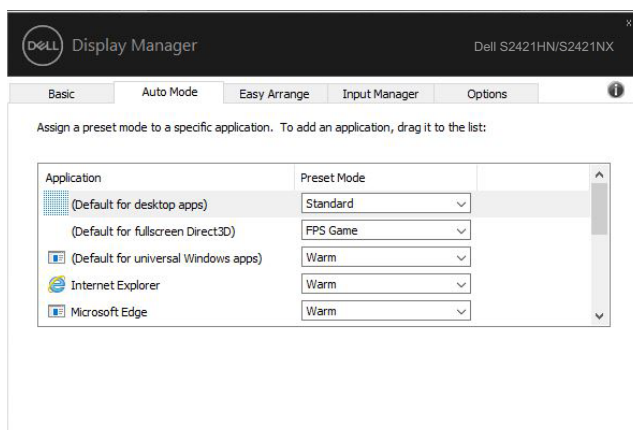 DELL Display Manager Dell S2421HN/S2421NX
Basic Auto Mode Easy Arrange Input Manager Options
Assign a preset mode to a specific application. To add an application, drag it to the list:
Application Preset Mode
(Default for desktop apps) Standard
(Default for fullscreen Direct3D) FPS Game
(Default for universal Windows apps) Warm
Internet Explorer Warm
Microsoft Edge Warm